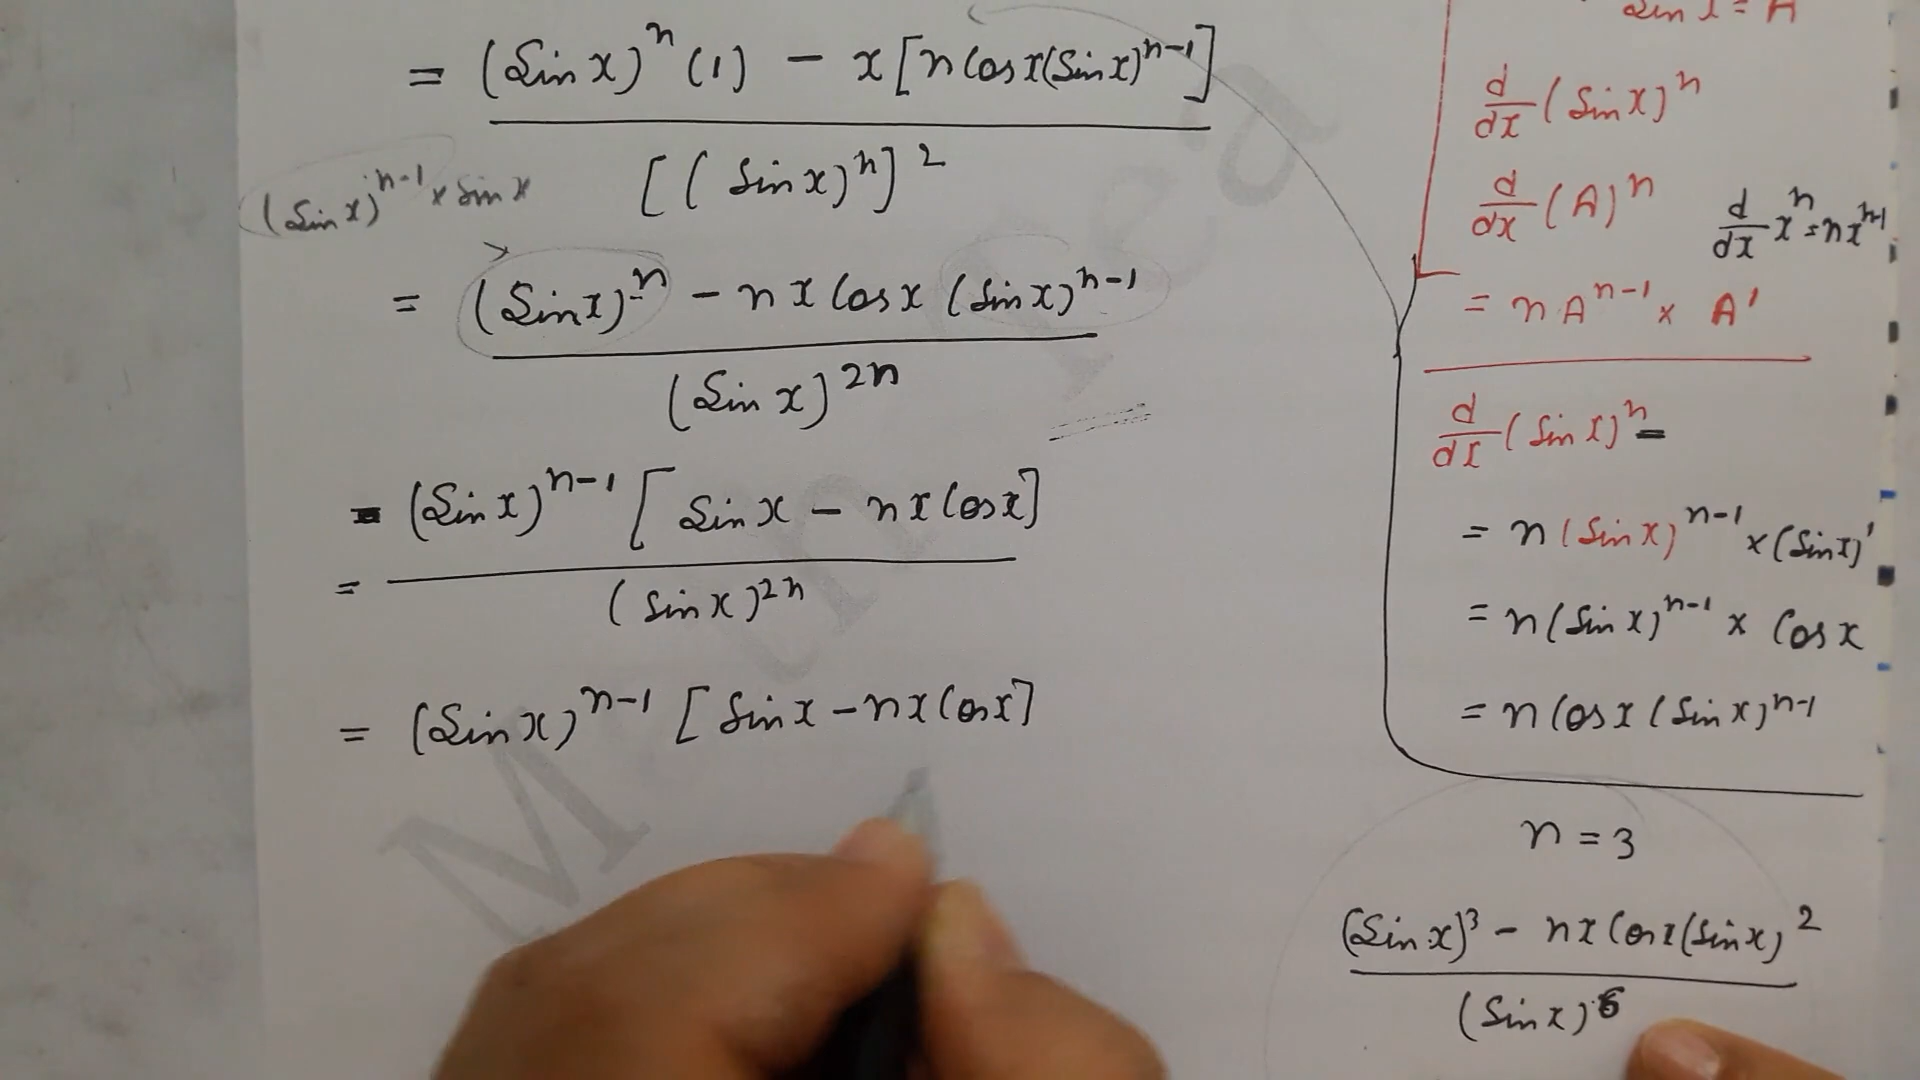 = (Sin x)^n (1) - x [n Cos x (Sin x)^{n-1}]
[(Sin x)^n]^2
(Sin x)^{n-1} × Sin x
= (Sin x)^n - n x Cos x (Sin x)^{n-1}
(Sin x)^{2n}
= (Sin x)^{n-1} [Sin x - n x Cos x]
=
(Sin x)^{2n}
= (Sin x)^{n-1} [Sin x - n x Cos x]
Sin x = A
d/dx (Sin x)^n
d/dx (A)^n
d/dx x^n = n x^{n-1}
= n A^{n-1} × A'
d/dx (Sin x)^n =
= n (Sin x)^{n-1} × (Sin x)'
= n (Sin x)^{n-1} × Cos x
= n Cos x (Sin x)^{n-1}
n = 3
(Sin x)^3 - n x Cos x (Sin x)^2
(Sin x)^6